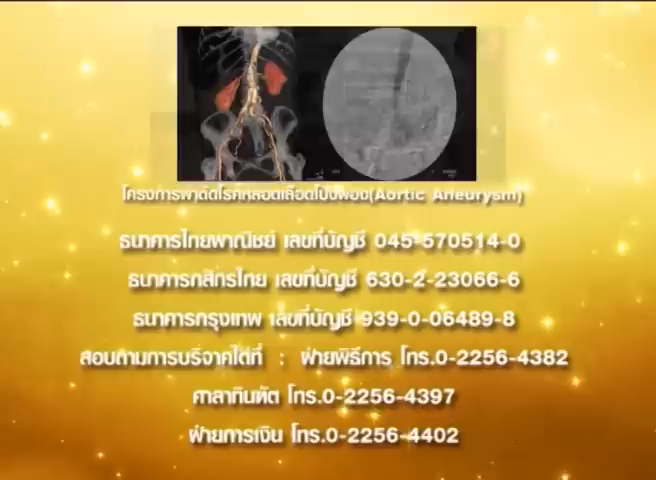 โครงการผ่าตัดโรคหลอดเลือดโป่งพอง(Aortic Aneurysm)
ธนาคารไทยพาณิชย์ เลขที่บัญชี 045-570514-0
ธนาคารกสิกรไทย เลขที่บัญชี 630-2-23066-6
ธนาคารกรุงเทพ เลขที่บัญชี 939-0-06489-8
สอบถามการบริจาคได้ที่ : ฝ่ายพิธีการ โทร.0-2256-4382
ศาลาทินทัต โทร.0-2256-4397
ฝ่ายการเงิน โทร.0-2256-4402